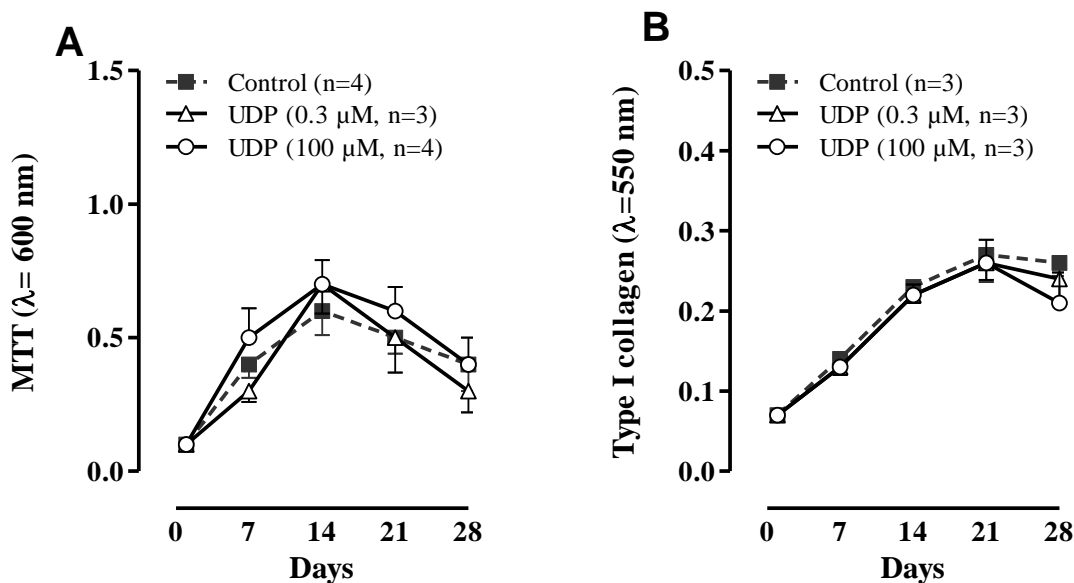 A
MTT (λ= 600 nm)
1.5
1.0
0.5
0.0
Control (n=4)
UDP (0.3 µM, n=3)
UDP (100 µM, n=4)
0 7 14 21 28
Days
B
Type I collagen (λ=550 nm)
0.5
0.4
0.3
0.2
0.1
0.0
Control (n=3)
UDP (0.3 µM, n=3)
UDP (100 µM, n=3)
0 7 14 21 28
Days